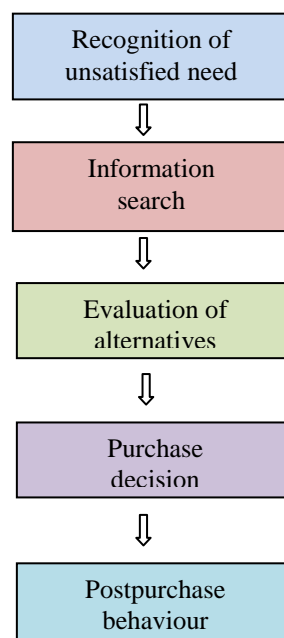 Recognition of
unsatisfied need
Information
search
Evaluation of
alternatives
Purchase
decision
Postpurchase
behaviour